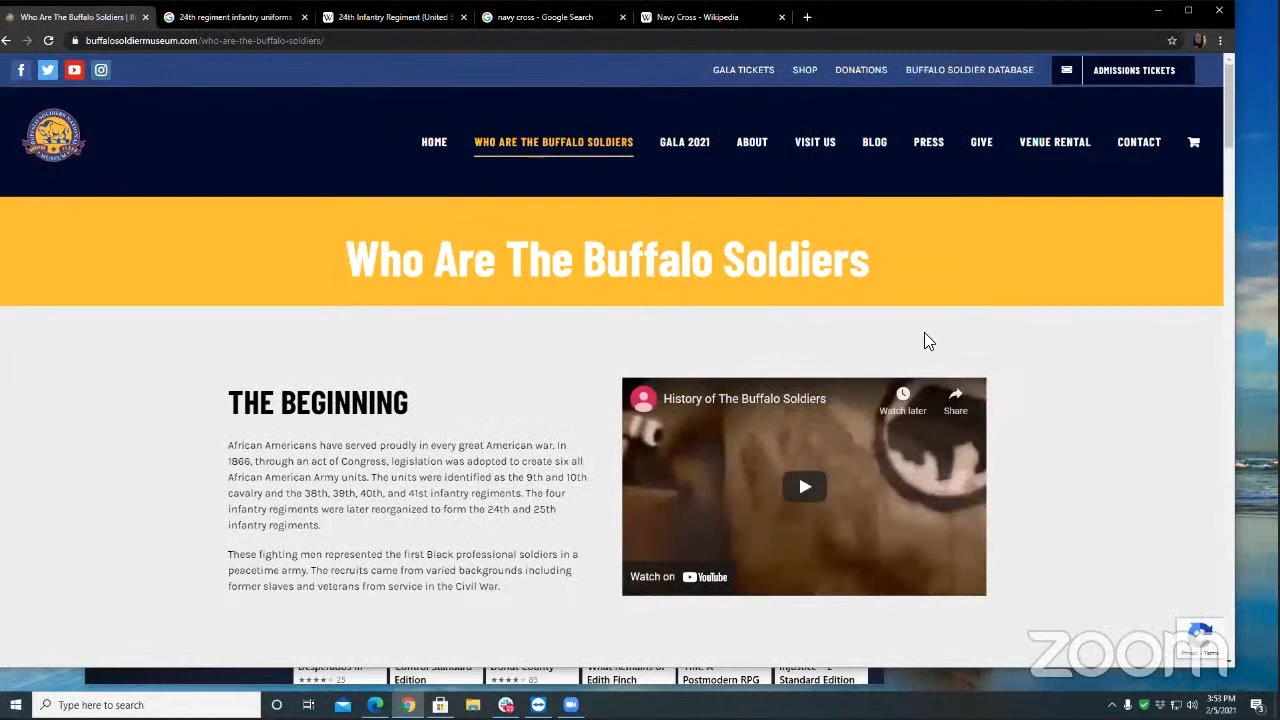 Who Are The Buffalo Soldiers | B
24th regiment infantry uniforms
24th Infantry Regiment (United S
navy cross - Google Search
Navy Cross - Wikipedia
buffalosoldiermuseum.com/who-are-the-buffalo-soldiers/
GALA TICKETS SHOP DONATIONS BUFFALO SOLDIER DATABASE ADMISSIONS TICKETS
HOME WHO ARE THE BUFFALO SOLDIERS GALA 2021 ABOUT VISIT US BLOG PRESS GIVE VENUE RENTAL CONTACT
Who Are The Buffalo Soldiers
THE BEGINNING
African Americans have served proudly in every great American war. In
1866, through an act of Congress, legislation was adopted to create six all
African American Army units. The units were identified as the 9th and 10th
cavalry and the 38th, 39th, 40th, and 41st infantry regiments. The four
infantry regiments were later reorganized to form the 24th and 25th
infantry regiments.
These fighting men represented the first Black professional soldiers in a
peacetime army. The recruits came from varied backgrounds including
former slaves and veterans from service in the Civil War.
History of The Buffalo Soldiers
Watch later
Share
Watch on YouTube
Privacy - Terms
zoom
Edition
★★★★ 25
Control Standard
Edition
Donut County
★★★★ 85
What Remains of
Edith Finch
Postmodern RPG
Injustice™ 2
Standard Edition
Type here to search
3:53 PM
2/5/2021
3